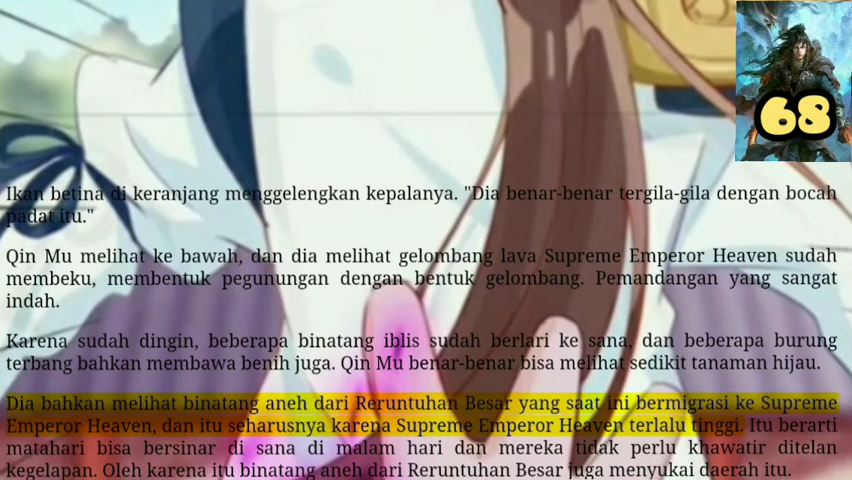 68
Ikan betina di keranjang menggelengkan kepalanya. "Dia benar-benar tergila-gila dengan bocah
padat itu."
Qin Mu melihat ke bawah, dan dia melihat gelombang lava Supreme Emperor Heaven sudah
membeku, membentuk pegunungan dengan bentuk gelombang. Pemandangan yang sangat
indah.
Karena sudah dingin, beberapa binatang iblis sudah berlari ke sana, dan beberapa burung
terbang bahkan membawa benih juga. Qin Mu benar-benar bisa melihat sedikit tanaman hijau.
Dia bahkan melihat binatang aneh dari Reruntuhan Besar yang saat ini bermigrasi ke Supreme
Emperor Heaven, dan itu seharusnya karena Supreme Emperor Heaven terlalu tinggi. Itu berarti
matahari bisa bersinar di sana di malam hari dan mereka tidak perlu khawatir ditelan
kegelapan. Oleh karena itu binatang aneh dari Reruntuhan Besar juga menyukai daerah itu.